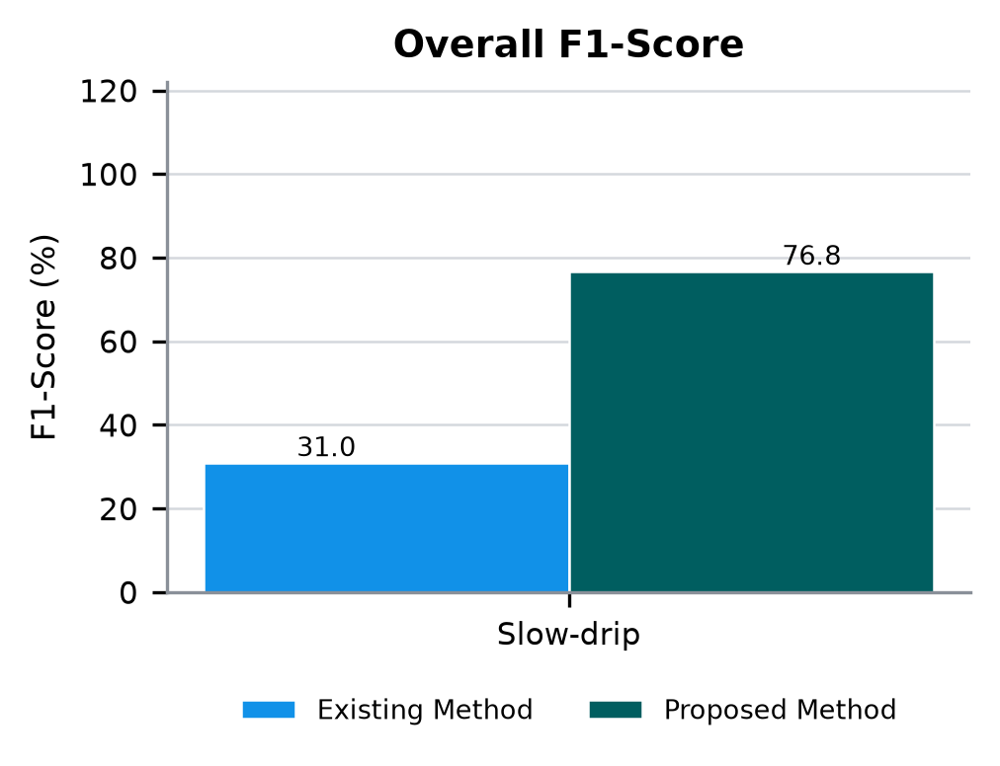 Overall F1-Score
120
100
80
60
40
20
0
F1-Score (%)
31.0
76.8
Slow-drip
Existing Method
Proposed Method